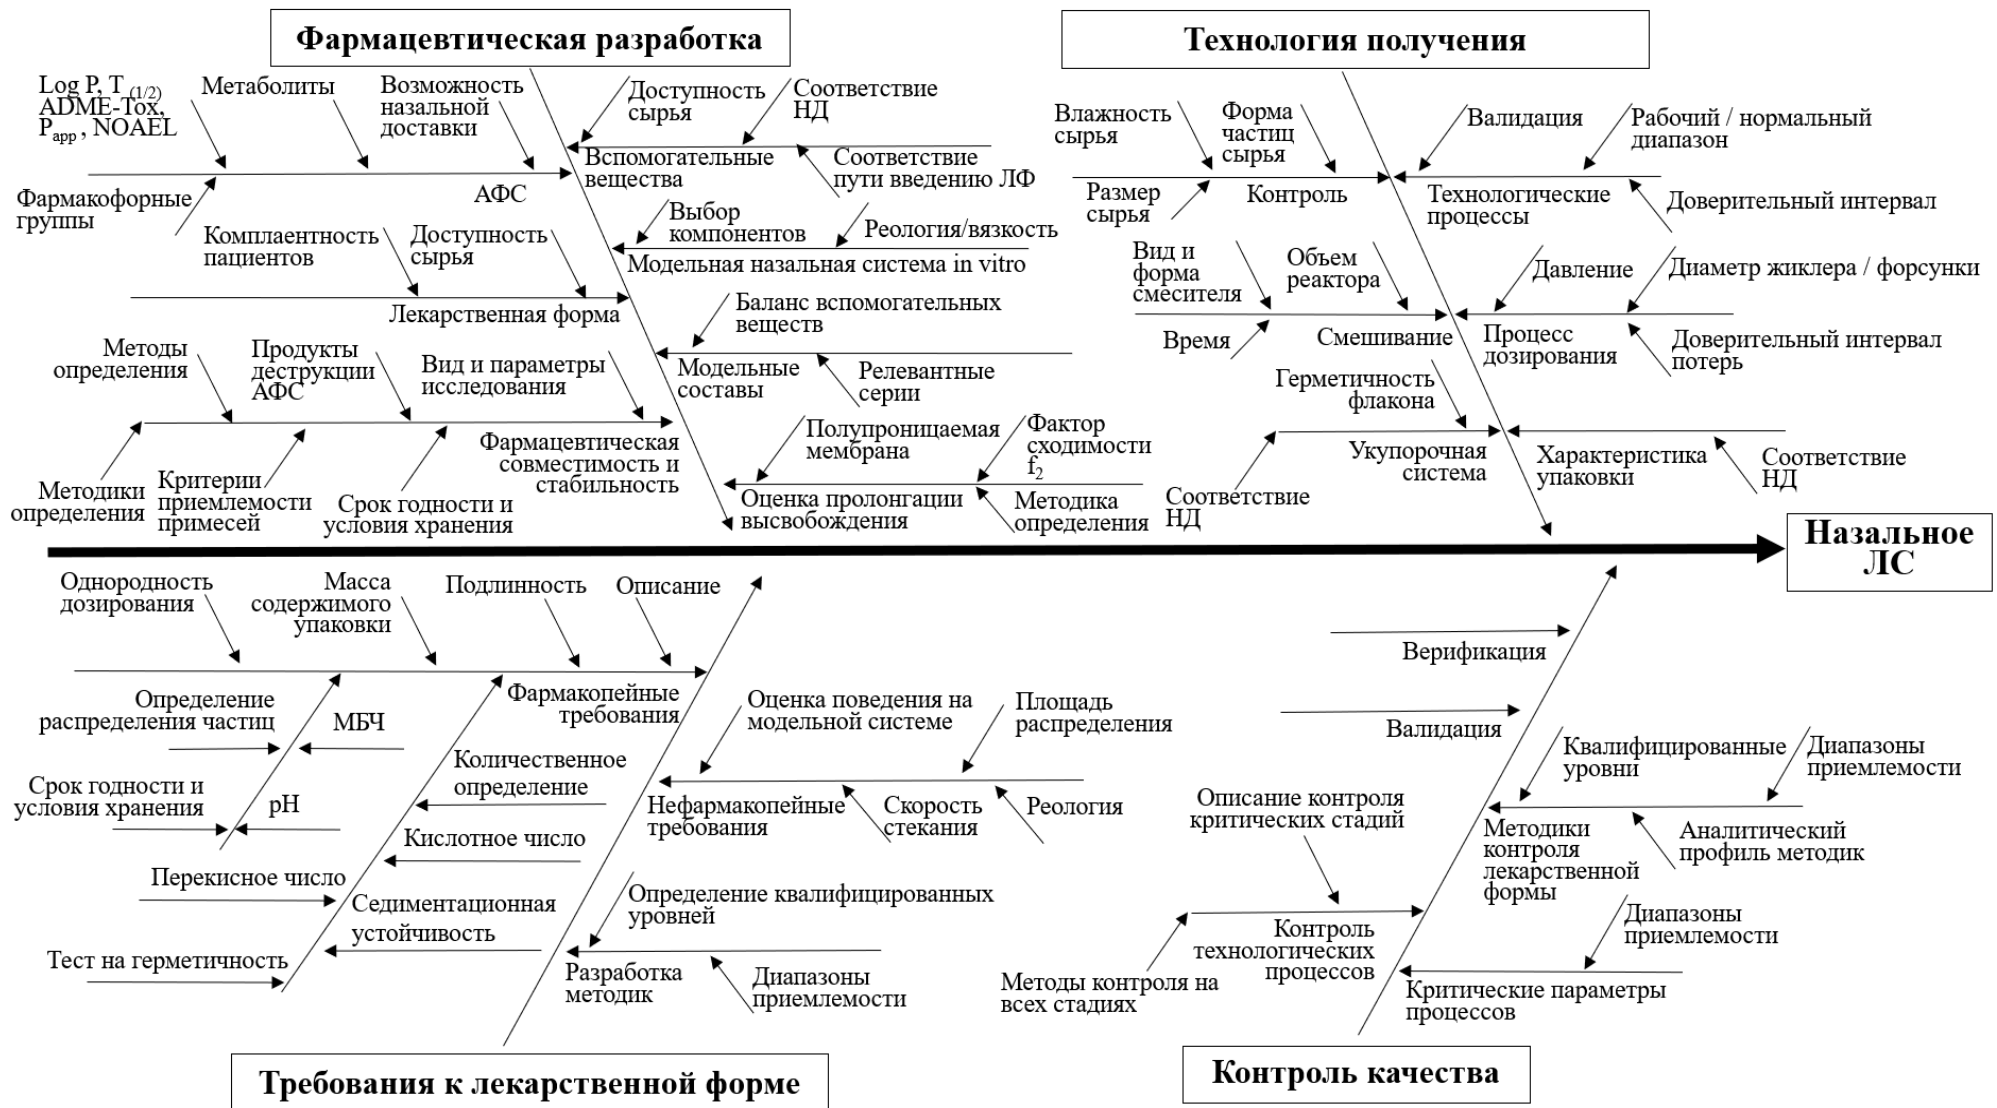 Фармацевтическая разработка
Технология получения
Log P, T (1/2)
ADME-Tox,
Papp , NOAEL
Метаболиты
Возможность
назальной
доставки
Доступность
сырья
Соответствие
НД
Фармакофорные
группы
АФС
Вспомогательные
вещества
Соответствие
пути введению ЛФ
Комплаентность
пациентов
Доступность
сырья
Выбор
компонентов
Реология/вязкость
Модельная назальная система in vitro
Лекарственная форма
Баланс вспомогательных
веществ
Методы
определения
Продукты
деструкции
АФС
Вид и параметры
исследования
Модельные
составы
Релевантные
серии
Методики
определения
Критерии
приемлемости
примесей
Срок годности и
условия хранения
Фармацевтическая
совместимость и
стабильность
Полупроницаемая
мембрана
Фактор
сходимости
f2
Оценка пролонгации
высвобождения
Методика
определения
Влажность
сырья
Форма
частиц
сырья
Валидация
Рабочий / нормальный
диапазон
Размер
сырья
Контроль
Технологические
процессы
Доверительный интервал
Вид и
форма
смесителя
Объем
реактора
Давление
Диаметр жиклера / форсунки
Время
Смешивание
Процесс
дозирования
Доверительный интервал
потерь
Герметичность
флакона
Соответствие
НД
Укупорочная
система
Характеристика
упаковки
Соответствие
НД
Назальное
ЛС
Однородность
дозирования
Масса
содержимого
упаковки
Подлинность
Описание
Определение
распределения частиц
МБЧ
Фармакопейные
требования
Срок годности и
условия хранения
pH
Количественное
определение
Кислотное число
Перекисное число
Седиментационная
устойчивость
Тест на герметичность
Оценка поведения на
модельной системе
Площадь
распределения
Нефармакопейные
требования
Скорость
стекания
Реология
Определение квалифицированных
уровней
Разработка
методик
Диапазоны
приемлемости
Верификация
Валидация
Квалифицированные
уровни
Диапазоны
приемлемости
Описание контроля
критических стадий
Методики
контроля
лекарственной
формы
Аналитический
профиль методик
Контроль
технологических
процессов
Методы контроля на
всех стадиях
Диапазоны
приемлемости
Критические параметры
процессов
Требования к лекарственной форме
Контроль качества